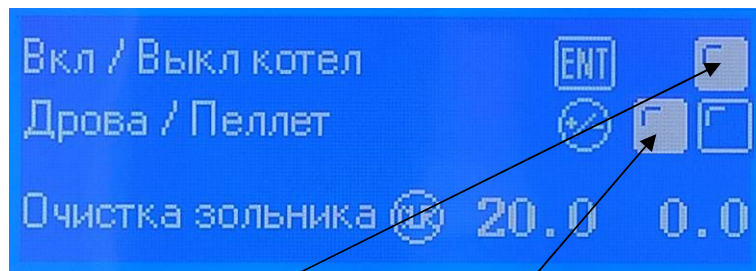 Вкл / Выкл котел ENT
Дрова / Пеллет +/-
Очистка зольника 20.0 0.0